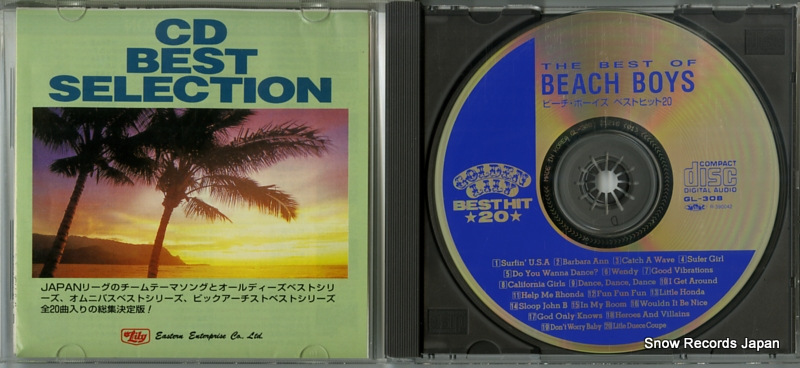 CD
BEST
SELECTION
JAPANリーグのチームテーマソングとオールディーズベストシリ
ーズ、オムニバスベストシリーズ、ビックアーチストベストシリーズ
全20曲入りの総集決定版!
Lily Eastern Enterprise Co., Ltd.
THE BEST OF
BEACH BOYS
ビーチ・ボーイズ ベストヒット20
GOLDEN
HIT
BEST HIT
★20★
COMPACT
disc
DIGITAL AUDIO
GL-308
1 Surfin' U.S.A 2 Barbara Ann 3 Catch A Wave 4 Sufer Girl
5 Do You Wanna Dance? 6 Wendy 7 Good Vibrations
8 California Girls 9 Dance, Dance, Dance 10 I Get Around
11 Help Me Rhonda 12 Fun Fun Fun 13 Little Honda
14 Sloop John B 15 In My Room 16 Wouldn It Be Nice
17 God Only-Knows 18 Heroes And Villains
19 Don't Worry Baby 20 Little Diuece Coupe
Snow Records Japan